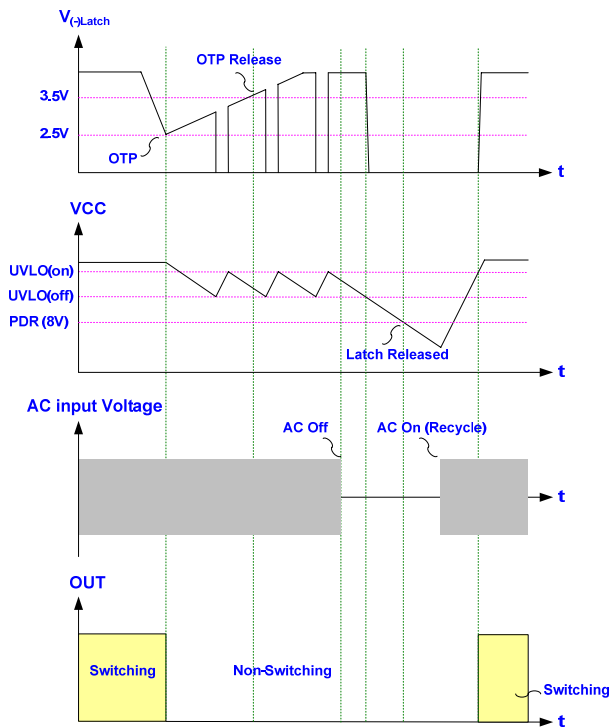 V(-)Latch
OTP Release
3.5V
2.5V
OTP
t
VCC
UVLO(on)
UVLO(off)
PDR (8V)
Latch Released
t
AC input Voltage
AC Off
AC On (Recycle)
t
OUT
Switching
Non-Switching
Switching
t